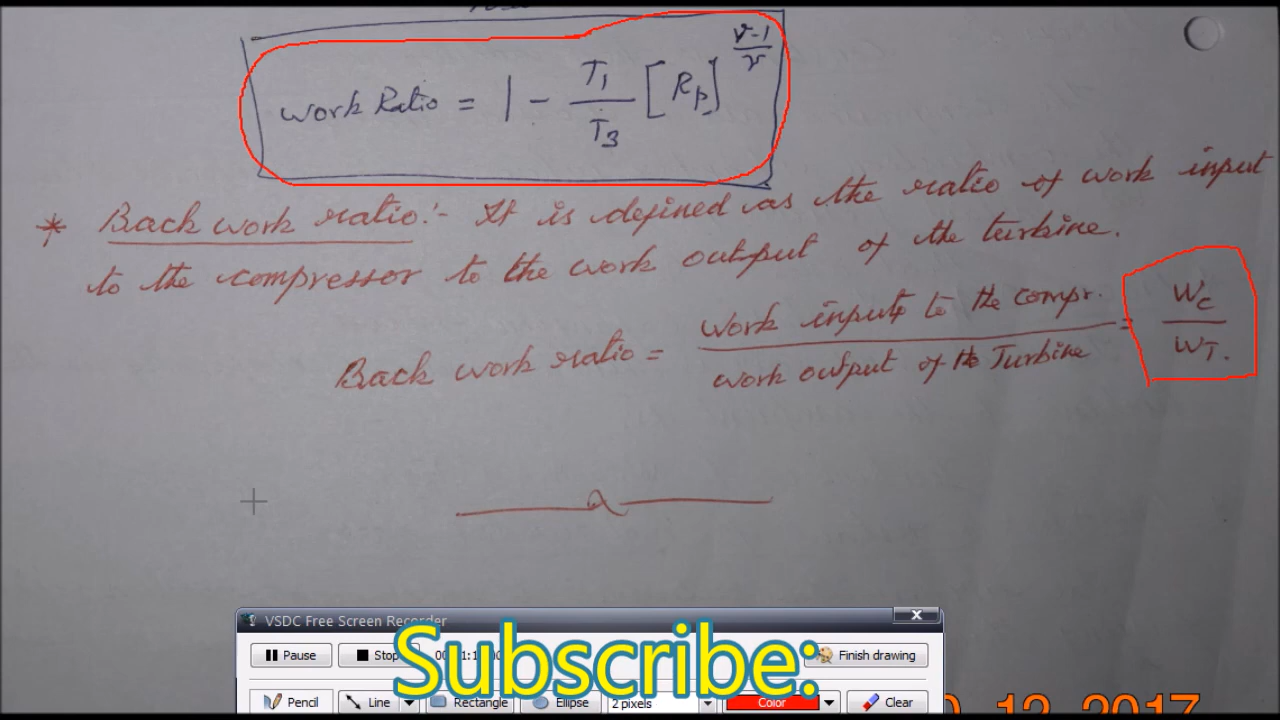 Work Ratio = 1 - T1/T3 [Rp]^(γ-1)/γ
* Back work ratio:- It is defined as the ratio of work input
to the compressor to the work output of the turbine.
Back work ratio = Work input to the compr. / work output of the Turbine = Wc / WT.
VSDC Free Screen Recorder
Pause Stop Finish drawing
Subscribe:
Pencil Line Rectangle Ellipse 2 pixels Color Clear
12 2017